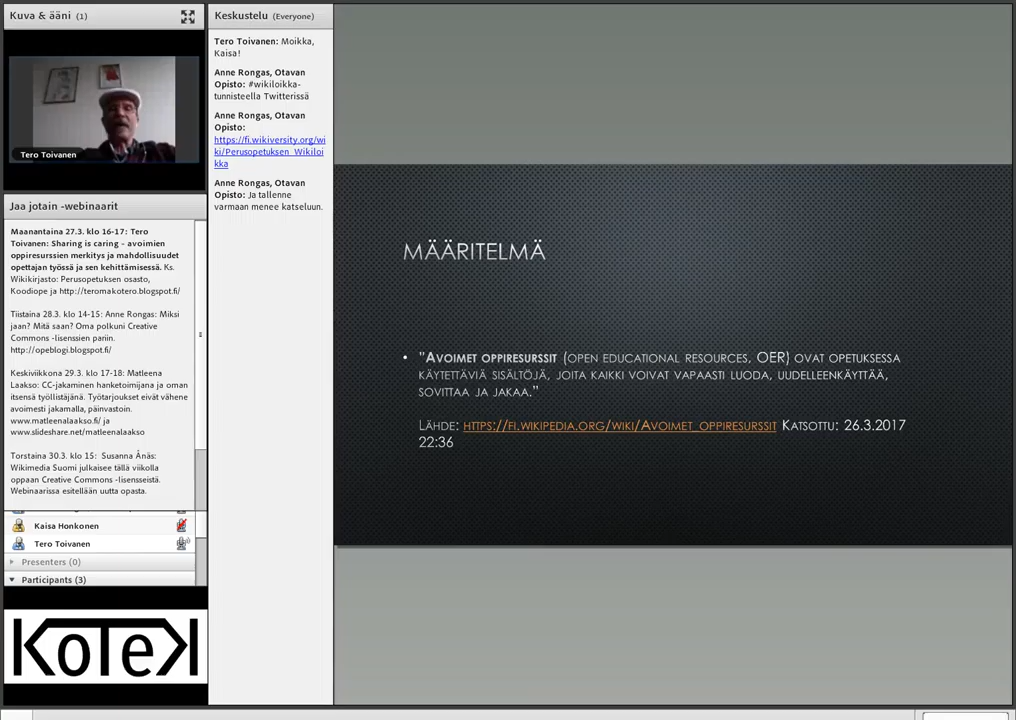 Kuva & ääni (1)
Tero Toivanen
Jaa jotain -webinaarit
Maanantaina 27.3. klo 16-17: Tero
Toivanen: Sharing is caring - avoimien
oppiresurssien merkitys ja mahdollisuudet
opettajan työssä ja sen kehittämisessä. Ks.
Wikikirjasto: Perusopetuksen osasto,
Koodiope ja http://teromakotero.blogspot.fi/
Tiistaina 28.3. klo 14-15: Anne Rongas: Miksi
jaan? Mitä saan? Oma polkuni Creative
Commons -lisenssien pariin.
http://opeblogi.blogspot.fi/
Keskiviikkona 29.3. klo 17-18: Matleena
Laakso: CC-jakaminen hanketoimijana ja oman
itsensä työllistäjänä. Työtarjoukset eivät vähene
avoimesti jakamalla, päinvastoin.
www.matleenalaakso.fi/ ja
www.slideshare.net/matleenalaakso
Torstaina 30.3. klo 15: Susanna Ånäs:
Wikimedia Suomi julkaisee tällä viikolla
oppaan Creative Commons -lisensseistä.
Webinaarissa esitellään uutta opasta.
Kaisa Honkonen
Tero Toivanen
Presenters (0)
Participants (3)
KoTeK
Keskustelu (Everyone)
Tero Toivanen: Moikka,
Kaisa!
Anne Rongas, Otavan
Opisto: #wikiloikka-
tunnisteella Twitterissä
Anne Rongas, Otavan
Opisto:
https://fi.wikiversity.org/wi
ki/Perusopetuksen_Wikiloi
kka
Anne Rongas, Otavan
Opisto: Ja tallenne
varmaan menee katseluun.
MÄÄRITELMÄ
• "AVOIMET OPPIRESURSSIT (OPEN EDUCATIONAL RESOURCES, OER) OVAT OPETUKSESSA
KÄYTETTÄVIÄ SISÄLTÖJÄ, JOITA KAIKKI VOIVAT VAPAASTI LUODA, UUDELLEENKÄYTTÄÄ,
SOVITTAA JA JAKAA."
LÄHDE: HTTPS://FI.WIKIPEDIA.ORG/WIKI/AVOIMET_OPPIRESURSSIT KATSOTTU: 26.3.2017
22:36